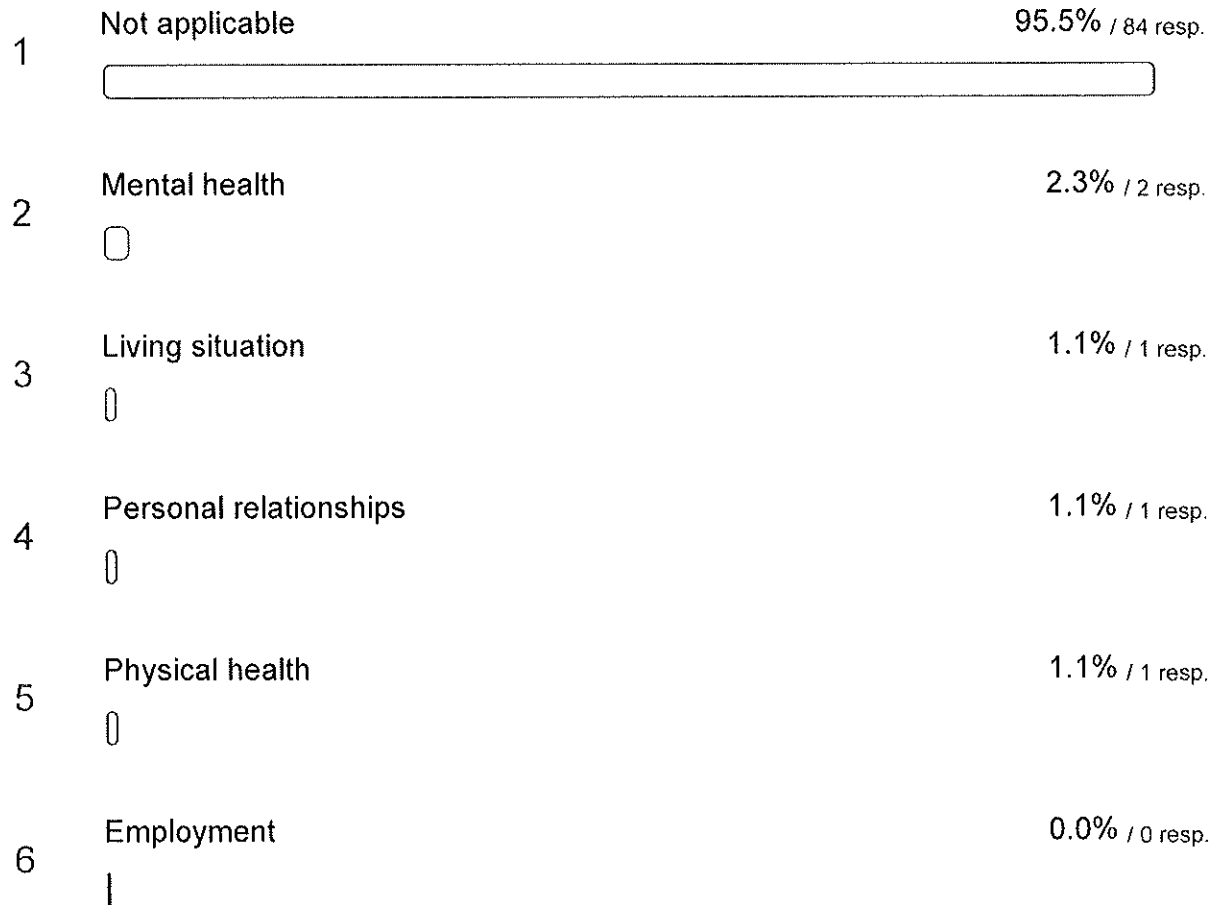 Not applicable 95.5% / 84 resp.
1
Mental health 2.3% / 2 resp.
2
Living situation 1.1% / 1 resp.
3
Personal relationships 1.1% / 1 resp.
4
Physical health 1.1% / 1 resp.
5
Employment 0.0% / 0 resp.
6